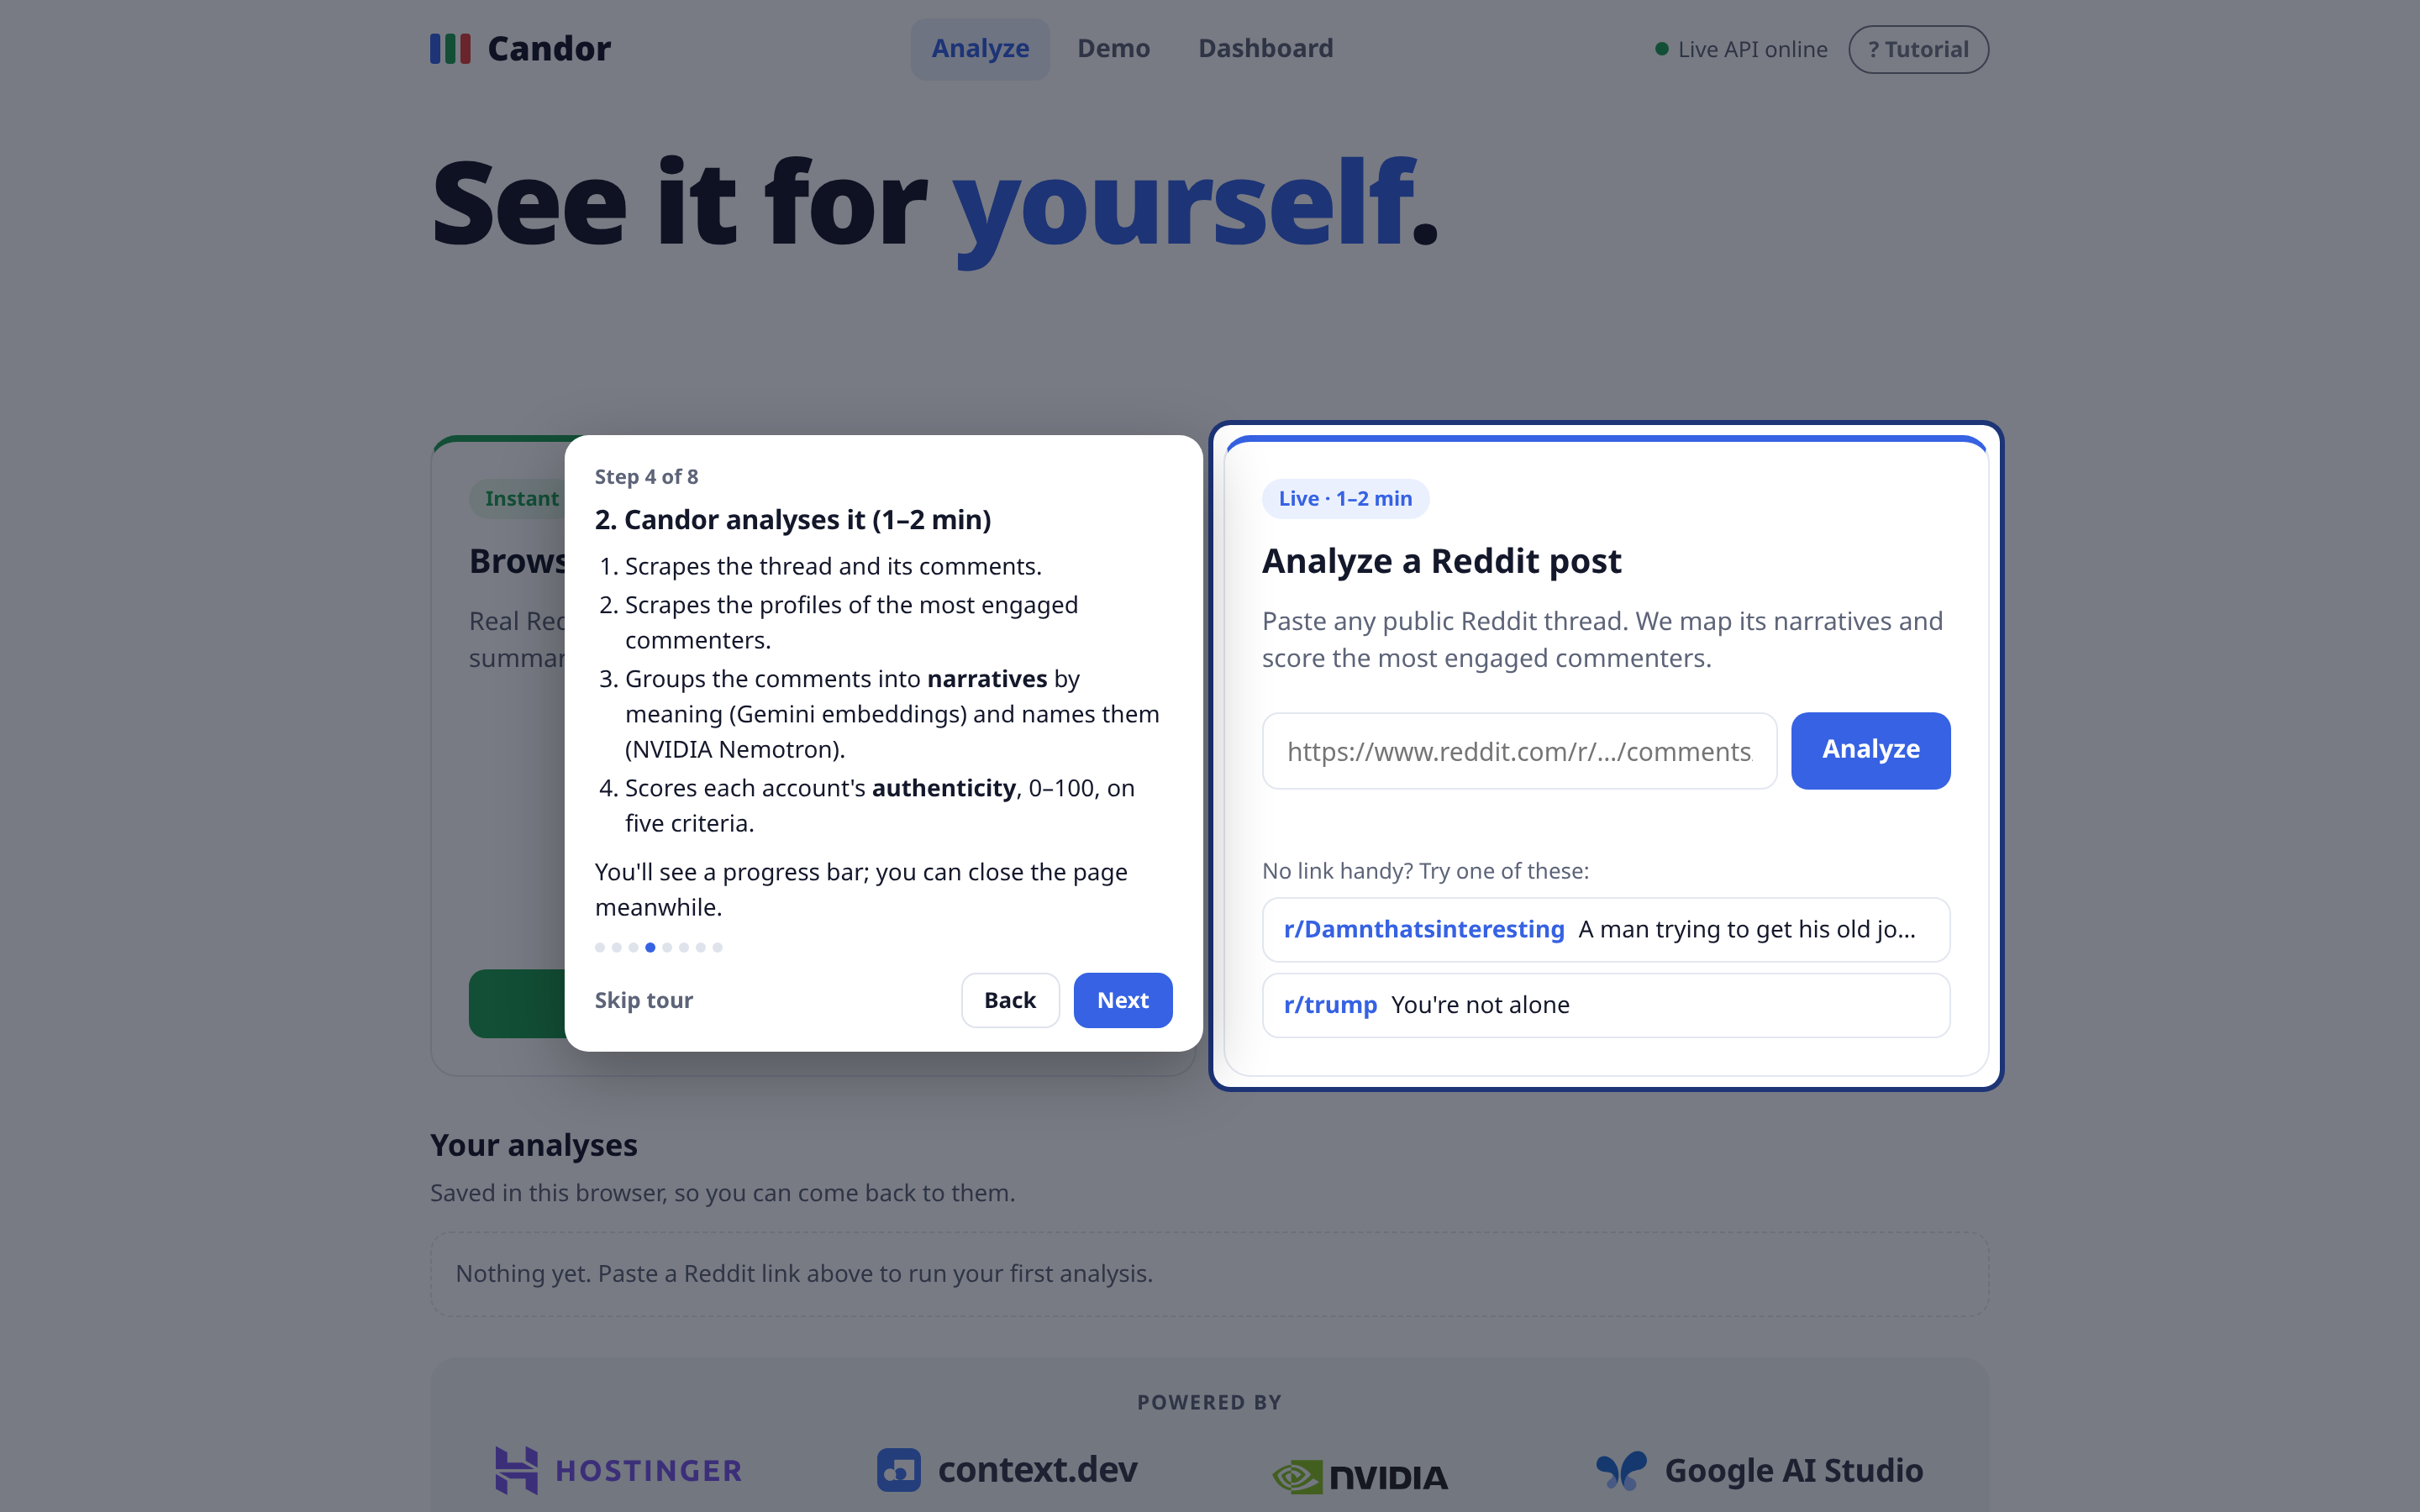 Candor
Analyze
Demo
Dashboard
Live API online
? Tutorial
See it for yourself.
Instant
Brows
Real Rec
summar
Step 4 of 8
2. Candor analyses it (1–2 min)
1. Scrapes the thread and its comments.
2. Scrapes the profiles of the most engaged
commenters.
3. Groups the comments into narratives by
meaning (Gemini embeddings) and names them
(NVIDIA Nemotron).
4. Scores each account's authenticity, 0–100, on
five criteria.
You'll see a progress bar; you can close the page
meanwhile.
Skip tour
Back
Next
Live · 1–2 min
Analyze a Reddit post
Paste any public Reddit thread. We map its narratives and
score the most engaged commenters.
https://www.reddit.com/r/.../comments
Analyze
No link handy? Try one of these:
r/Damnthatsinteresting A man trying to get his old jo...
r/trump You're not alone
Your analyses
Saved in this browser, so you can come back to them.
Nothing yet. Paste a Reddit link above to run your first analysis.
POWERED BY
HOSTINGER
context.dev
NVIDIA
Google AI Studio